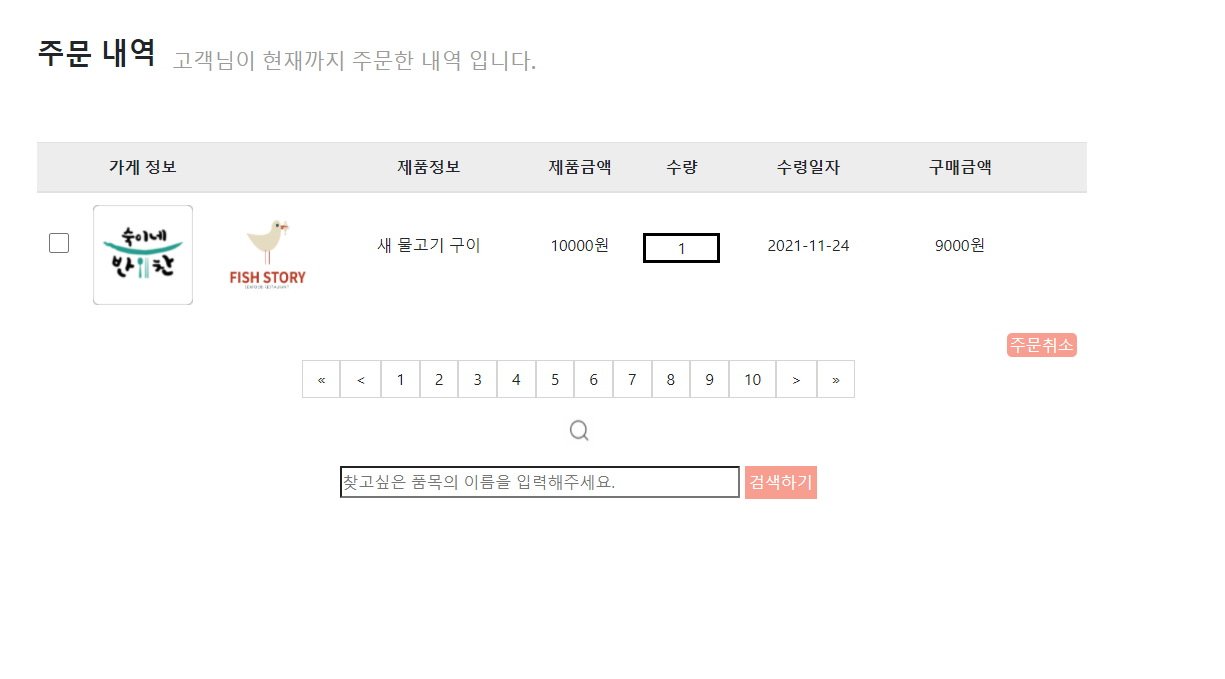 주문 내역 고객님이 현재까지 주문한 내역 입니다.
가게 정보 제품정보 제품금액 수량 수령일자 구매금액
숙이네
반찬
FISH STORY
SEAFOOD RESTAURANT
새 물고기 구이 10000원 1 2021-11-24 9000원
주문취소
« < 1 2 3 4 5 6 7 8 9 10 > »
찾고싶은 품목의 이름을 입력해주세요. 검색하기